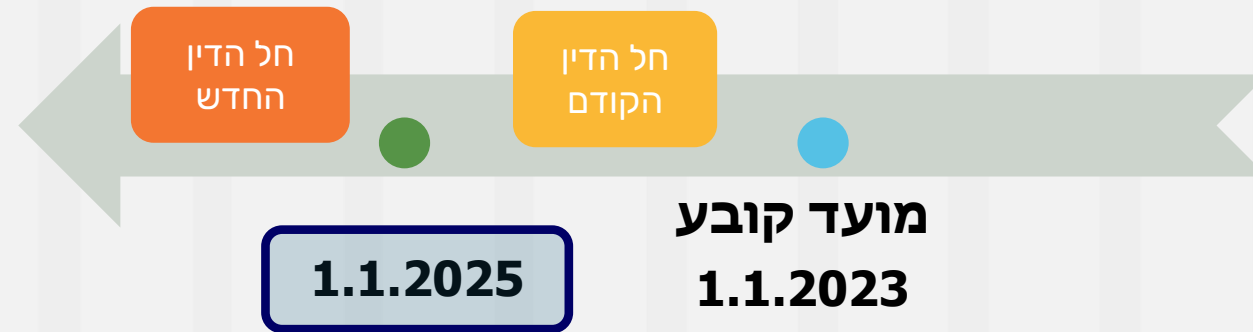 חל הדין
הקודם
חל הדין
החדש
מועד קובע
1.1.2023
1.1.2025